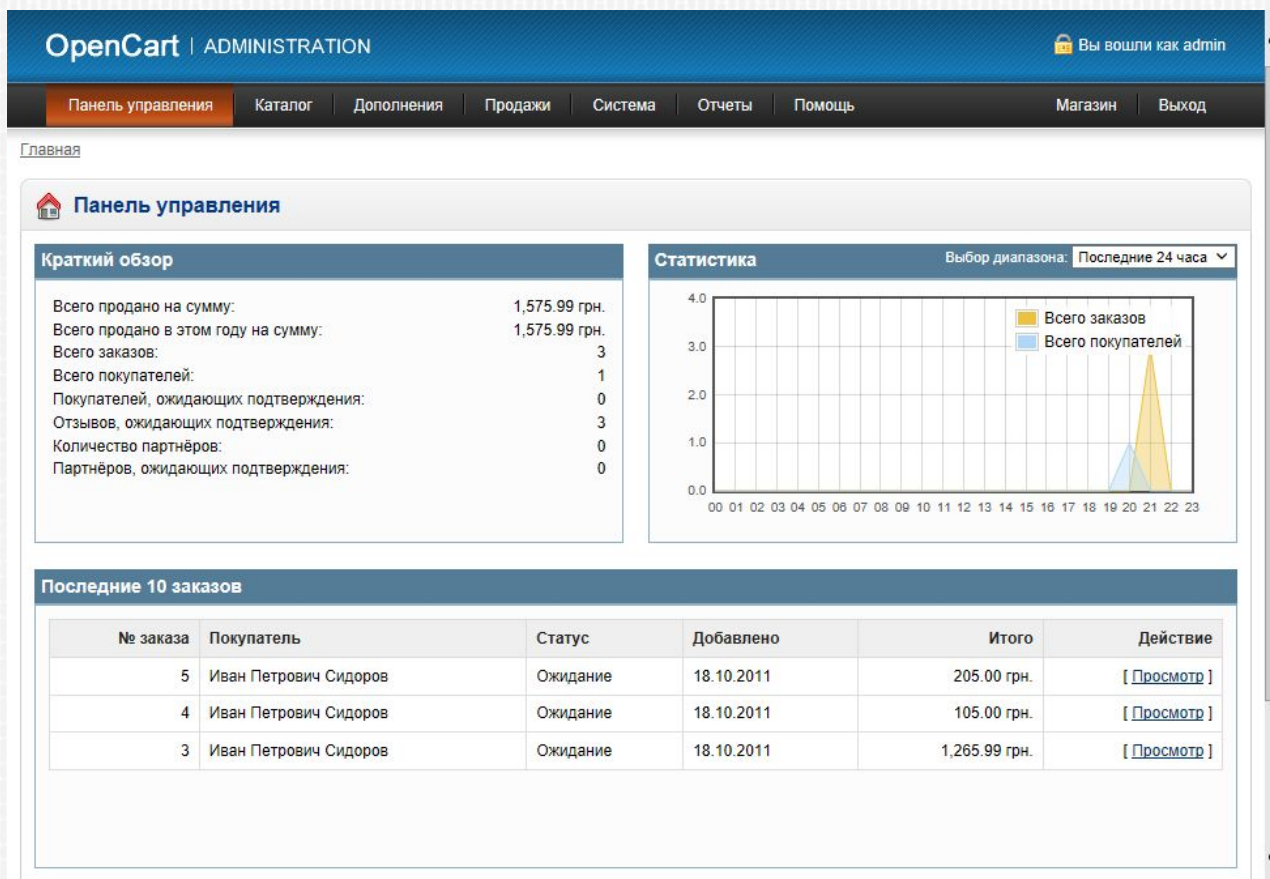 OpenCart | ADMINISTRATION
Вы вошли как admin
Панель управления Каталог Дополнения Продажи Система Отчеты Помощь Магазин Выход
Главная
Панель управления
Краткий обзор
Всего продано на сумму: 1,575.99 грн.
Всего продано в этом году на сумму: 1,575.99 грн.
Всего заказов: 3
Всего покупателей: 1
Покупателей, ожидающих подтверждения: 0
Отзывов, ожидающих подтверждения: 3
Количество партнёров: 0
Партнёров, ожидающих подтверждения: 0
Статистика Выбор диапазона: Последние 24 часа
4.0
3.0
2.0
1.0
0.0
Всего заказов
Всего покупателей
00 01 02 03 04 05 06 07 08 09 10 11 12 13 14 15 16 17 18 19 20 21 22 23
Последние 10 заказов
№ заказа Покупатель Статус Добавлено Итого Действие
5 Иван Петрович Сидоров Ожидание 18.10.2011 205.00 грн. [ Просмотр ]
4 Иван Петрович Сидоров Ожидание 18.10.2011 105.00 грн. [ Просмотр ]
3 Иван Петрович Сидоров Ожидание 18.10.2011 1,265.99 грн. [ Просмотр ]